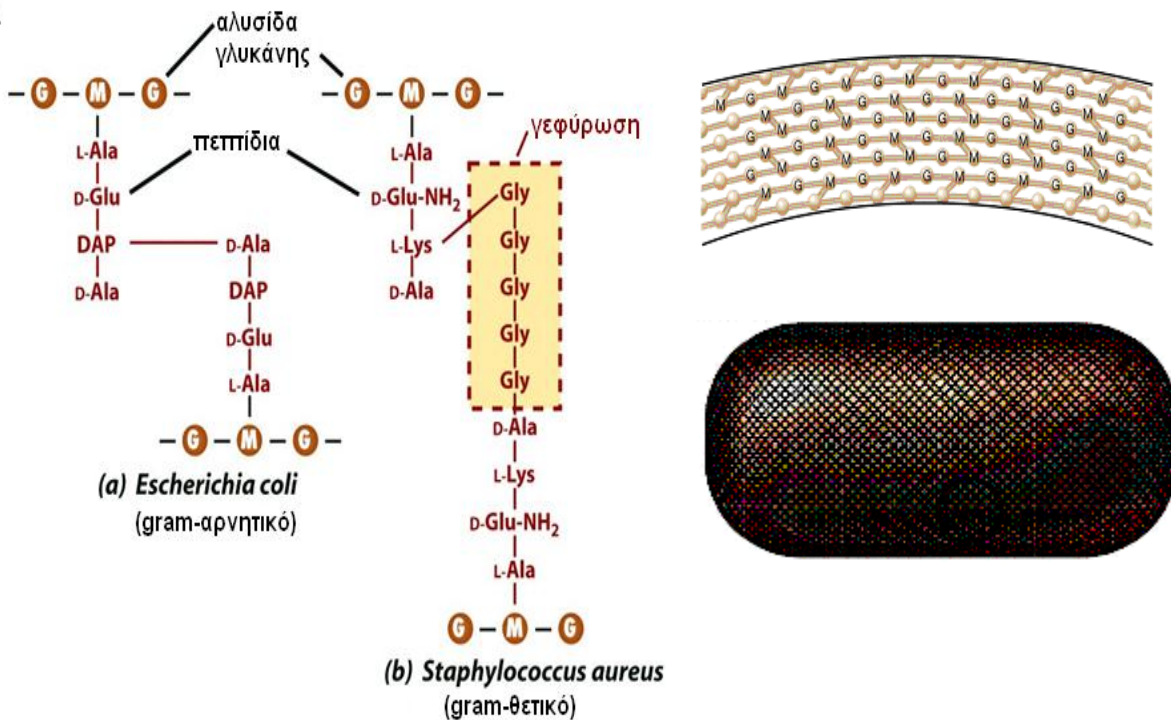 αλυσίδα
γλυκάνης
– G – M – G –
G – M – G –
γεφύρωση
L-Ala
πεπτίδια
L-Ala
D-Glu
D-Glu-NH₂
Gly
DAP
D-Ala
L-Lys
Gly
D-Ala
DAP
D-Ala
Gly
D-Glu
Gly
L-Ala
Gly
– G – M – G –
D-Ala
(a) Escherichia coli
(gram-αρνητικό)
L-Lys
D-Glu-NH₂
L-Ala
G – M – G
(b) Staphylococcus aureus
(gram-θετικό)